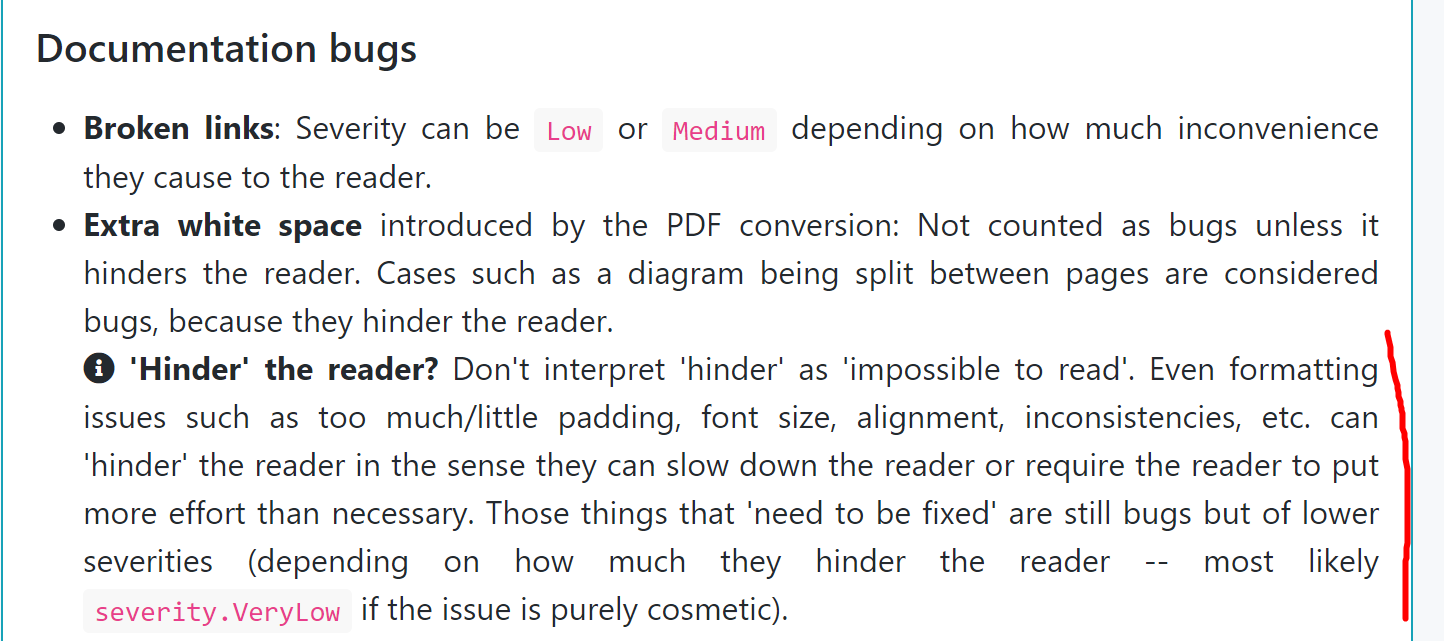 Documentation bugs
• Broken links: Severity can be Low or Medium depending on how much inconvenience
they cause to the reader.
• Extra white space introduced by the PDF conversion: Not counted as bugs unless it
hinders the reader. Cases such as a diagram being split between pages are considered
bugs, because they hinder the reader.
'Hinder' the reader? Don't interpret 'hinder' as 'impossible to read'. Even formatting
issues such as too much/little padding, font size, alignment, inconsistencies, etc. can
'hinder' the reader in the sense they can slow down the reader or require the reader to put
more effort than necessary. Those things that 'need to be fixed' are still bugs but of lower
severities (depending on how much they hinder the reader -- most likely
severity.VeryLow if the issue is purely cosmetic).